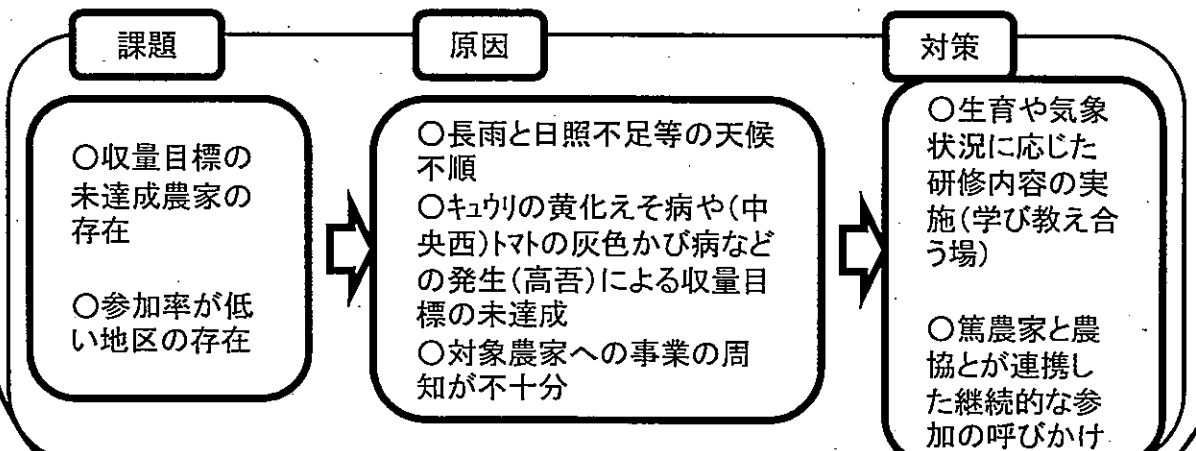 課題
○収量目標の
未達成農家の
存在
○参加率が低
い地区の存在
原因
○長雨と日照不足等の天候
不順
○キュウリの黄化えそ病や(中
央西)トマトの灰色かび病など
の発生(高吾)による収量目
標の未達成
○対象農家への事業の周
知が不十分
対策
○生育や気象
状況に応じた
研修内容の実
施(学び教え合
う場)
○篤農家と農
協とが連携し
た継続的な参
加の呼びかけ